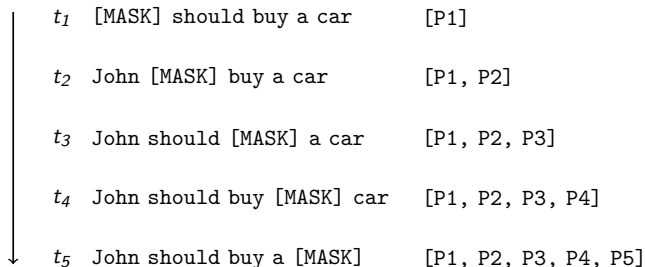 t1 [MASK] should buy a car [P1]
t2 John [MASK] buy a car [P1, P2]
t3 John should [MASK] a car [P1, P2, P3]
t4 John should buy [MASK] car [P1, P2, P3, P4]
t5 John should buy a [MASK] [P1, P2, P3, P4, P5]